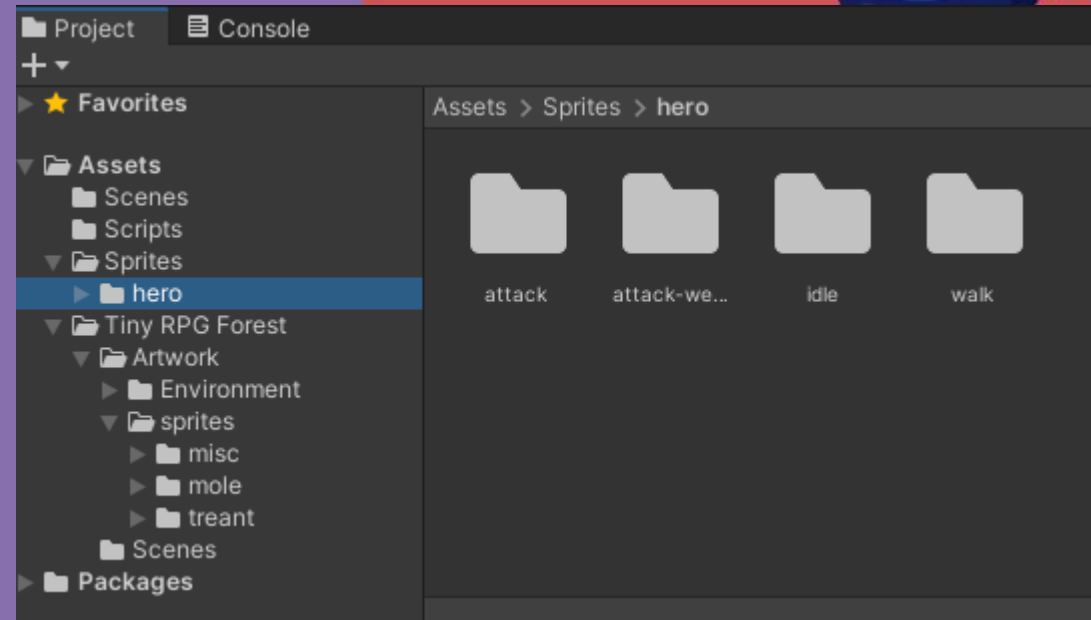 Project Console
Favorites
Assets
Scenes
Scripts
Sprites
hero
Tiny RPG Forest
Artwork
Environment
sprites
misc
mole
treant
Scenes
Packages
Assets > Sprites > hero
attack attack-we... idle walk